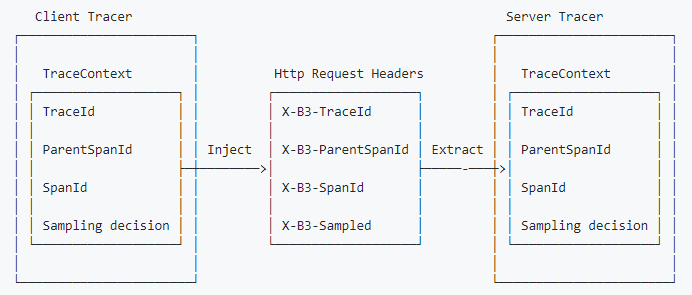 Client Tracer Server Tracer
TraceContext Http Request Headers TraceContext
TraceId X-B3-TraceId TraceId
ParentSpanId Inject X-B3-ParentSpanId Extract ParentSpanId
SpanId X-B3-SpanId SpanId
Sampling decision X-B3-Sampled Sampling decision